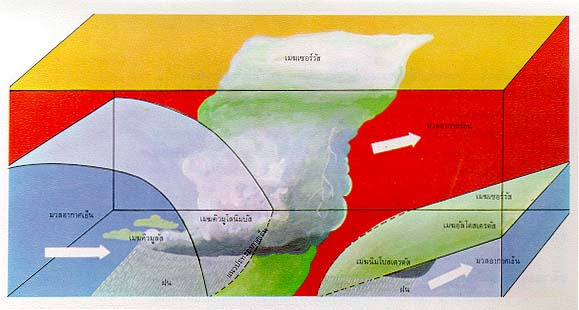 เมฆเซอร์รัส
มวลอากาศร้อน
เมฆเซอร์รัส
มวลอากาศเย็น
เมฆคิวมูโลนิมบัส
เมฆอัลโตสเตรตัส
เมฆคิวมูลัส
เมฆนิมโบสเตรตัส
มวลอากาศเย็น
ฝน
ฝน